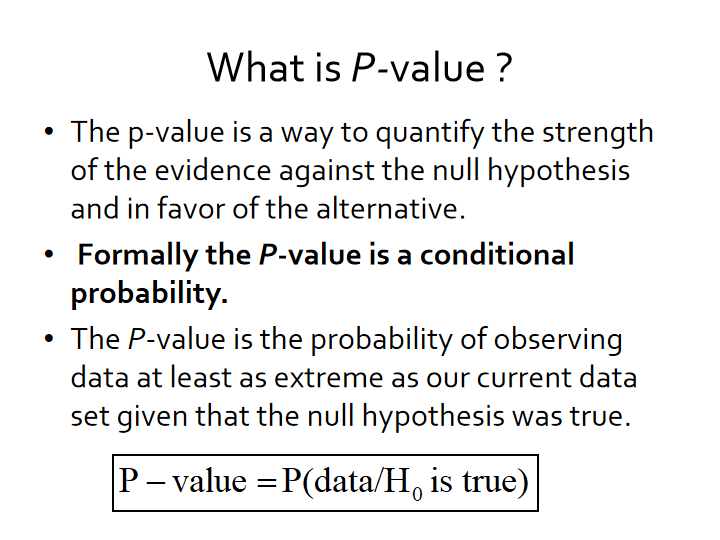 What is P-value ?
• The p-value is a way to quantify the strength
of the evidence against the null hypothesis
and in favor of the alternative.
• Formally the P-value is a conditional
probability.
• The P-value is the probability of observing
data at least as extreme as our current data
set given that the null hypothesis was true.
P – value = P(data/H₀ is true)